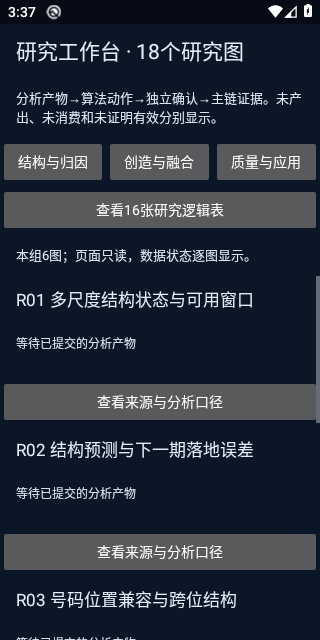 3:37
研究工作台 · 18个研究图
分析产物→算法动作→独立确认→主链证据。未产
出、未消费和未证明有效分别显示。
结构与归因 创造与融合 质量与应用
查看16张研究逻辑表
本组6图；页面只读，数据状态逐图显示。
R01 多尺度结构状态与可用窗口
等待已提交的分析产物
查看来源与分析口径
R02 结构预测与下一期落地误差
等待已提交的分析产物
查看来源与分析口径
R03 号码位置兼容与跨位结构